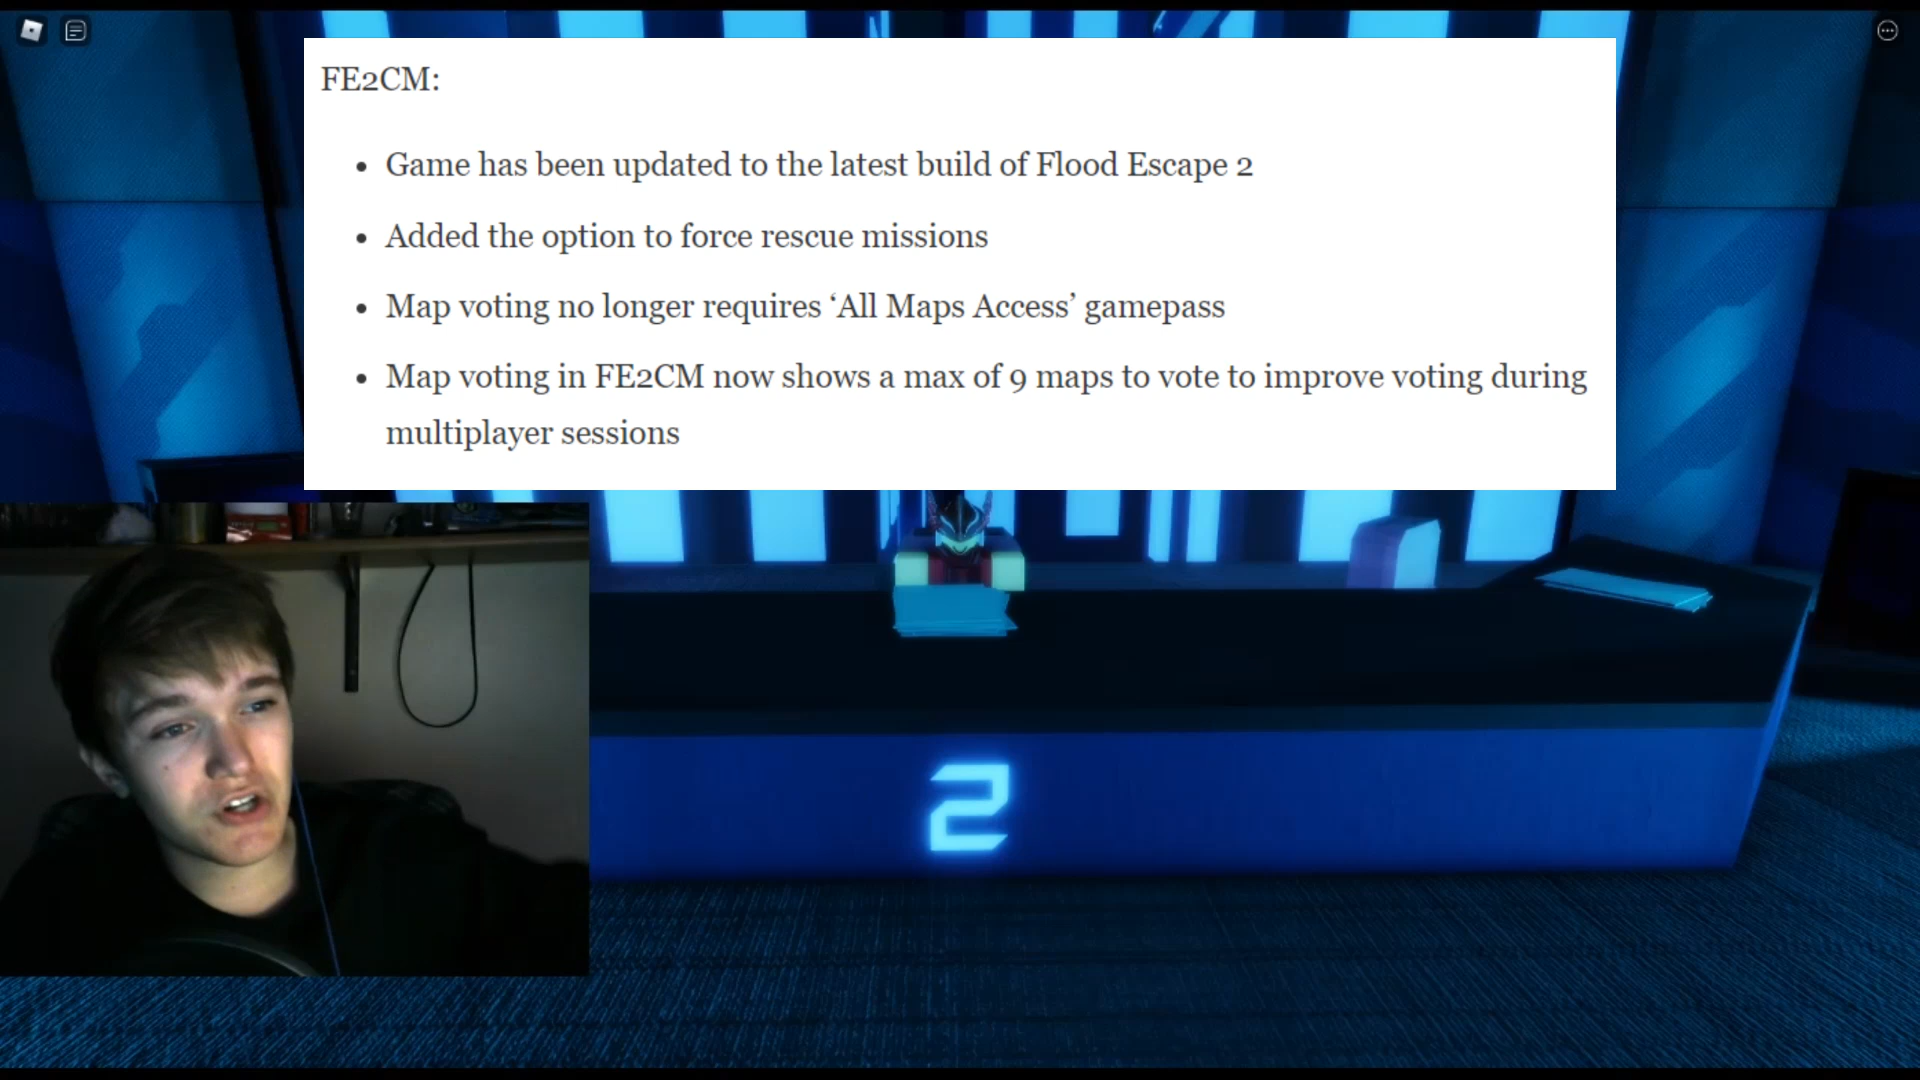 FE2CM:
• Game has been updated to the latest build of Flood Escape 2
• Added the option to force rescue missions
• Map voting no longer requires ‘All Maps Access’ gamepass
• Map voting in FE2CM now shows a max of 9 maps to vote to improve voting during
multiplayer sessions
2